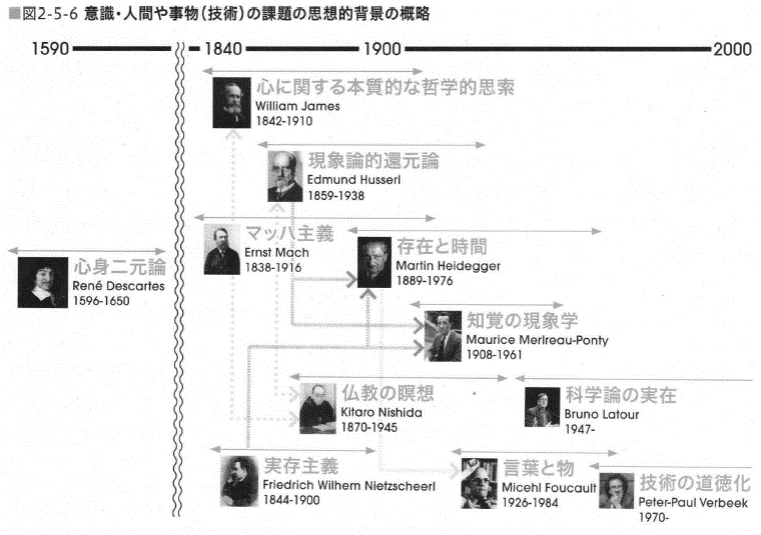 ■図2-5-6 意識・人間や事物（技術）の課題の思想的背景の概略
1590
1840
1900
2000
心に関する本質的な哲学的思索
William James
1842-1910
現象論的還元論
Edmund Husserl
1859-1938
マッハ主義
Ernst Mach
1838-1916
存在と時間
Martin Heidegger
1889-1976
心身二元論
René Descartes
1596-1650
知覚の現象学
Maurice Merlreau-Ponty
1908-1961
仏教の瞑想
Kitaro Nishida
1870-1945
科学論の実在
Bruno Latour
1947-
実存主義
Friedrich Wilhem Nietzscheerl
1844-1900
言葉と物
Micehl Foucault
1926-1984
技術の道徳化
Peter-Paul Verbeek
1970-